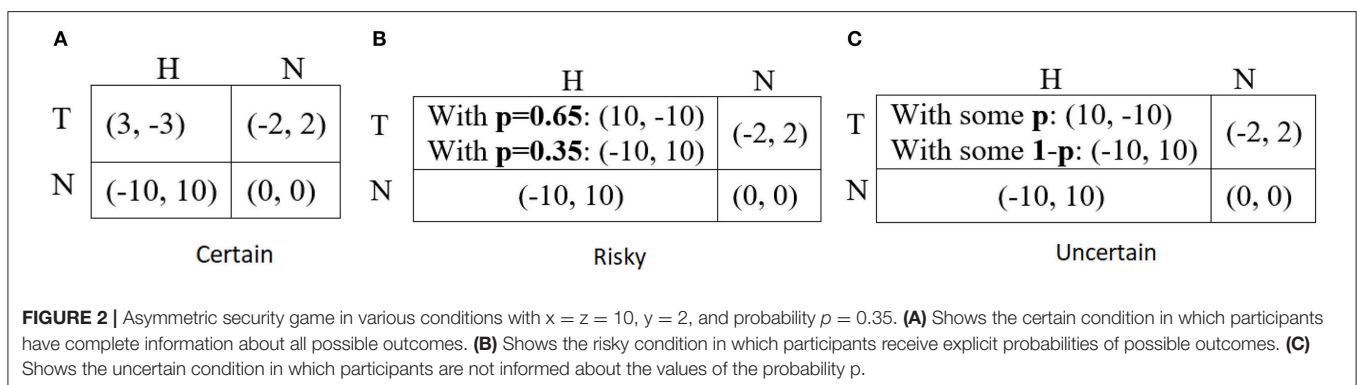 A
H N
T (3, -3) (-2, 2)
N (-10, 10) (0, 0)
Certain
B
H N
T With p=0.65: (10, -10) (-2, 2)
With p=0.35: (-10, 10)
N (-10, 10) (0, 0)
Risky
C
H N
T With some p: (10, -10) (-2, 2)
With some 1-p: (-10, 10)
N (-10, 10) (0, 0)
Uncertain
FIGURE 2 | Asymmetric security game in various conditions with x = z = 10, y = 2, and probability p = 0.35. (A) Shows the certain condition in which participants
have complete information about all possible outcomes. (B) Shows the risky condition in which participants receive explicit probabilities of possible outcomes. (C)
Shows the uncertain condition in which participants are not informed about the values of the probability p.